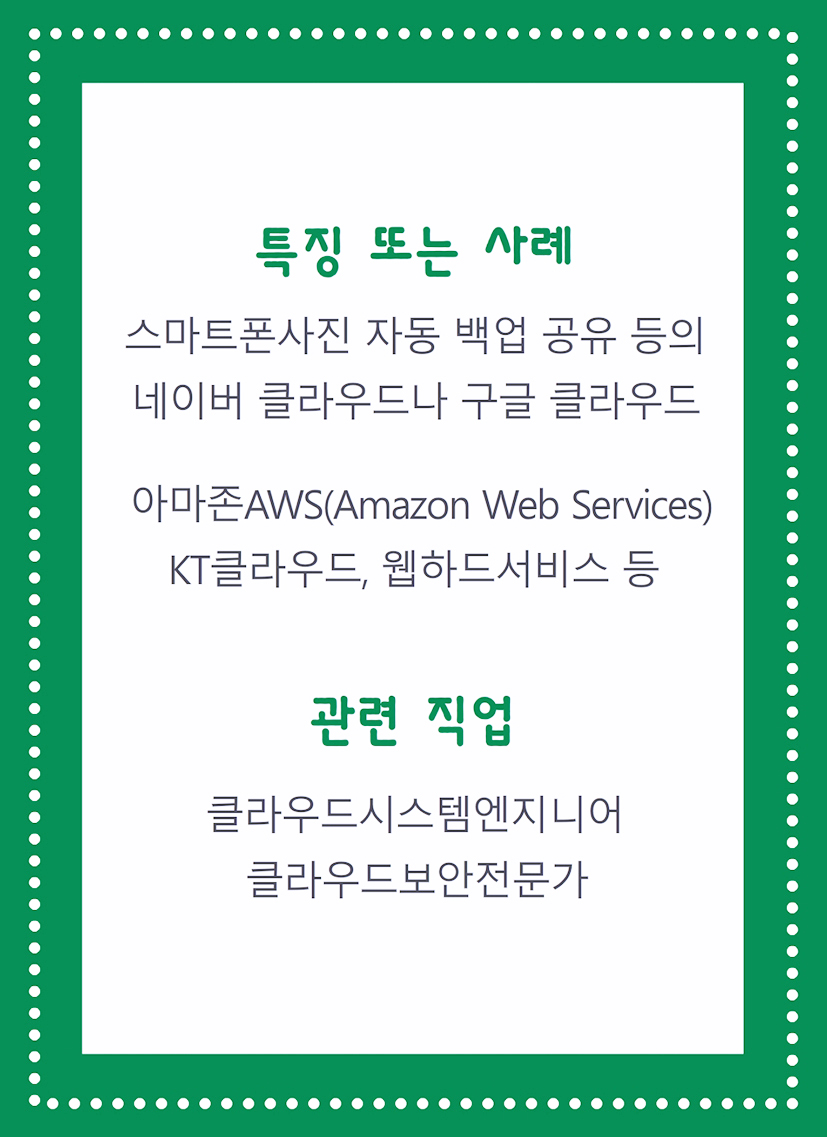 특징 또는 사례
스마트폰사진 자동 백업 공유 등의
네이버 클라우드나 구글 클라우드
아마존AWS(Amazon Web Services)
KT클라우드, 웹하드서비스 등
관련 직업
클라우드시스템엔지니어
클라우드보안전문가